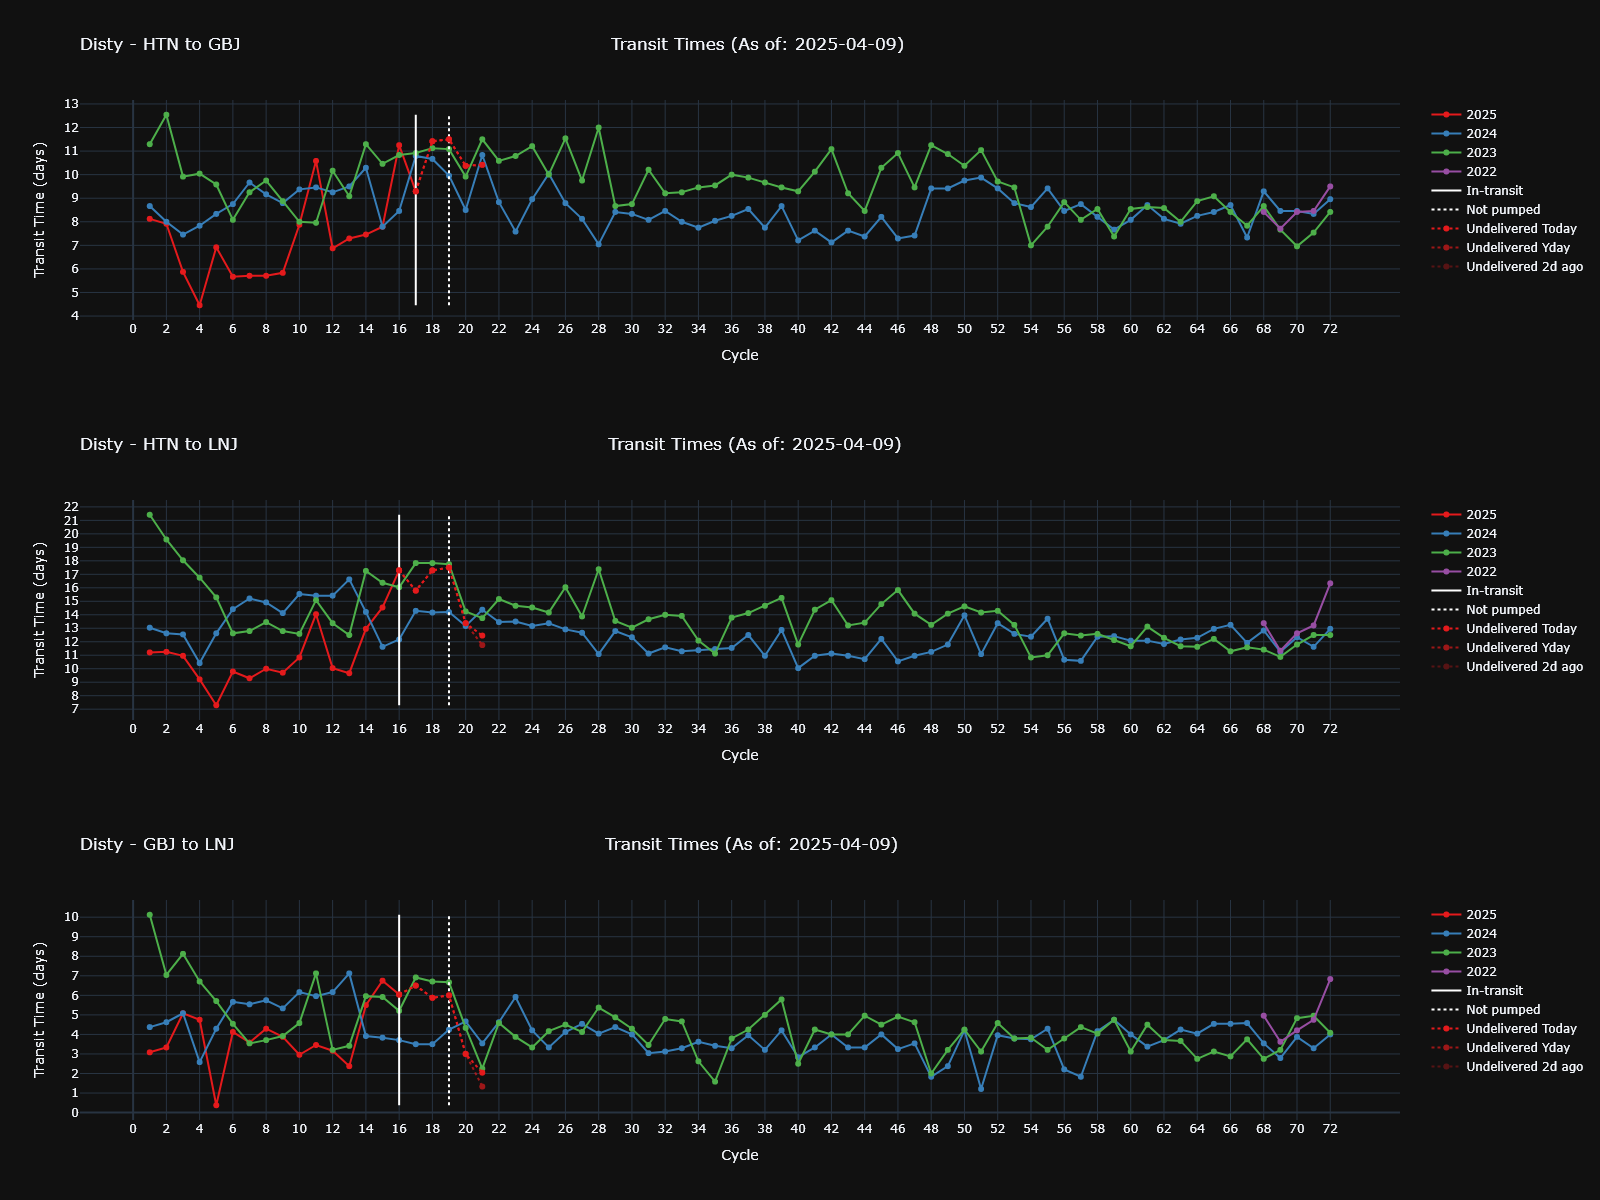 Disty - HTN to GBJ
Transit Times (As of: 2025-04-09)
Transit Time (days)
13
12
11
10
9
8
7
6
5
4
0 2 4 6 8 10 12 14 16 18 20 22 24 26 28 30 32 34 36 38 40 42 44 46 48 50 52 54 56 58 60 62 64 66 68 70 72
Cycle
2025
2024
2023
2022
In-transit
Not pumped
Undelivered Today
Undelivered Yday
Undelivered 2d ago
Disty - HTN to LNJ
Transit Times (As of: 2025-04-09)
Transit Time (days)
22
21
20
19
18
17
16
15
14
13
12
11
10
9
8
7
0 2 4 6 8 10 12 14 16 18 20 22 24 26 28 30 32 34 36 38 40 42 44 46 48 50 52 54 56 58 60 62 64 66 68 70 72
Cycle
2025
2024
2023
2022
In-transit
Not pumped
Undelivered Today
Undelivered Yday
Undelivered 2d ago
Disty - GBJ to LNJ
Transit Times (As of: 2025-04-09)
Transit Time (days)
10
9
8
7
6
5
4
3
2
1
0
0 2 4 6 8 10 12 14 16 18 20 22 24 26 28 30 32 34 36 38 40 42 44 46 48 50 52 54 56 58 60 62 64 66 68 70 72
Cycle
2025
2024
2023
2022
In-transit
Not pumped
Undelivered Today
Undelivered Yday
Undelivered 2d ago